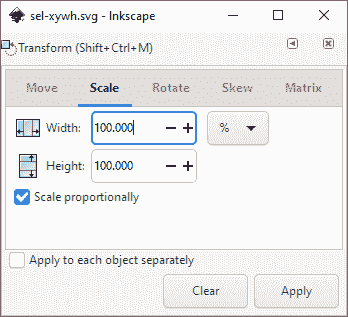 sel-xywh.svg - Inkscape
Transform (Shift+Ctrl+M)
Move Scale Rotate Skew Matrix
Width: 100.000 − + %
Height: 100.000 − +
Scale proportionally
Apply to each object separately
Clear Apply